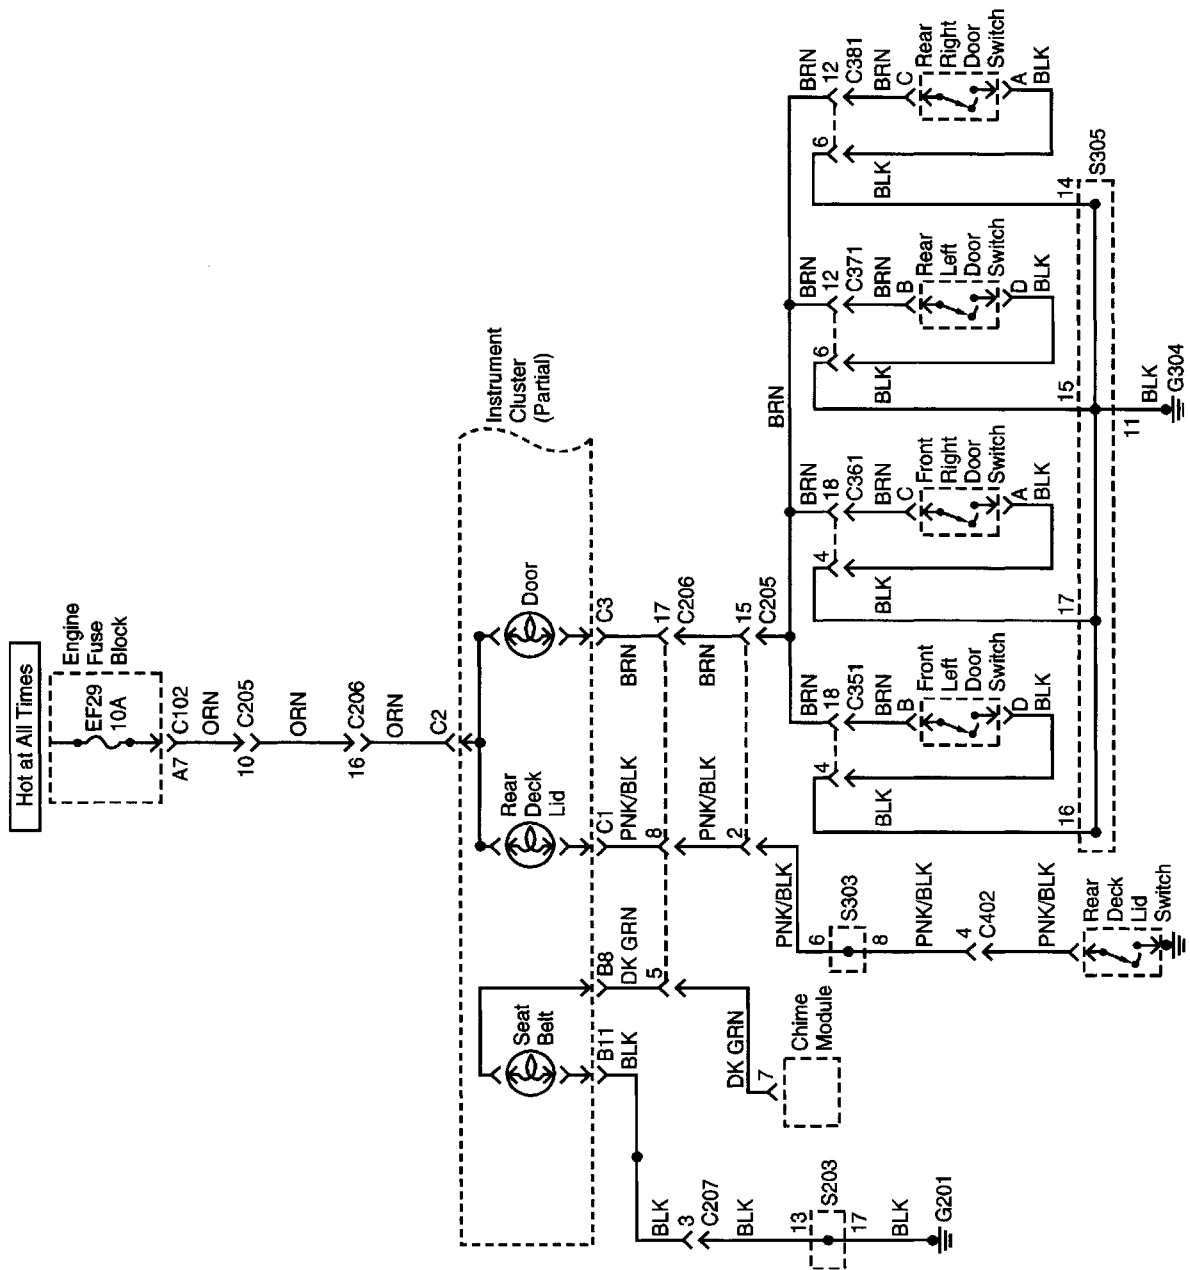 Hot at All Times
Engine
Fuse
Block
EF29
10A
A7
C102
ORN
10
C205
ORN
16
C206
ORN
C2
Instrument
Cluster
(Partial)
Seat
Belt
Rear
Deck
Lid
Door
B11
BLK
B8
DK GRN
5
C1
PNK/BLK
8
C3
BRN
17
C206
PNK/BLK
2
BRN
15
C205
BLK
3
C207
BLK
13
S203
17
BLK
G201
DK GRN
7
Chime
Module
PNK/BLK
6
S303
8
PNK/BLK
4
C402
PNK/BLK
Rear
Deck
Lid
Switch
BRN
BRN
18
C351
4
BLK
BRN
B
Front
Left
Door
Switch
D
BLK
16
BRN
18
C361
4
BLK
BRN
C
Front
Right
Door
Switch
A
BLK
17
BRN
12
C371
6
BLK
BRN
B
Rear
Left
Door
Switch
D
BLK
15
BRN
12
C381
6
BLK
BRN
C
Rear
Right
Door
Switch
A
BLK
14
S305
11
BLK
G304